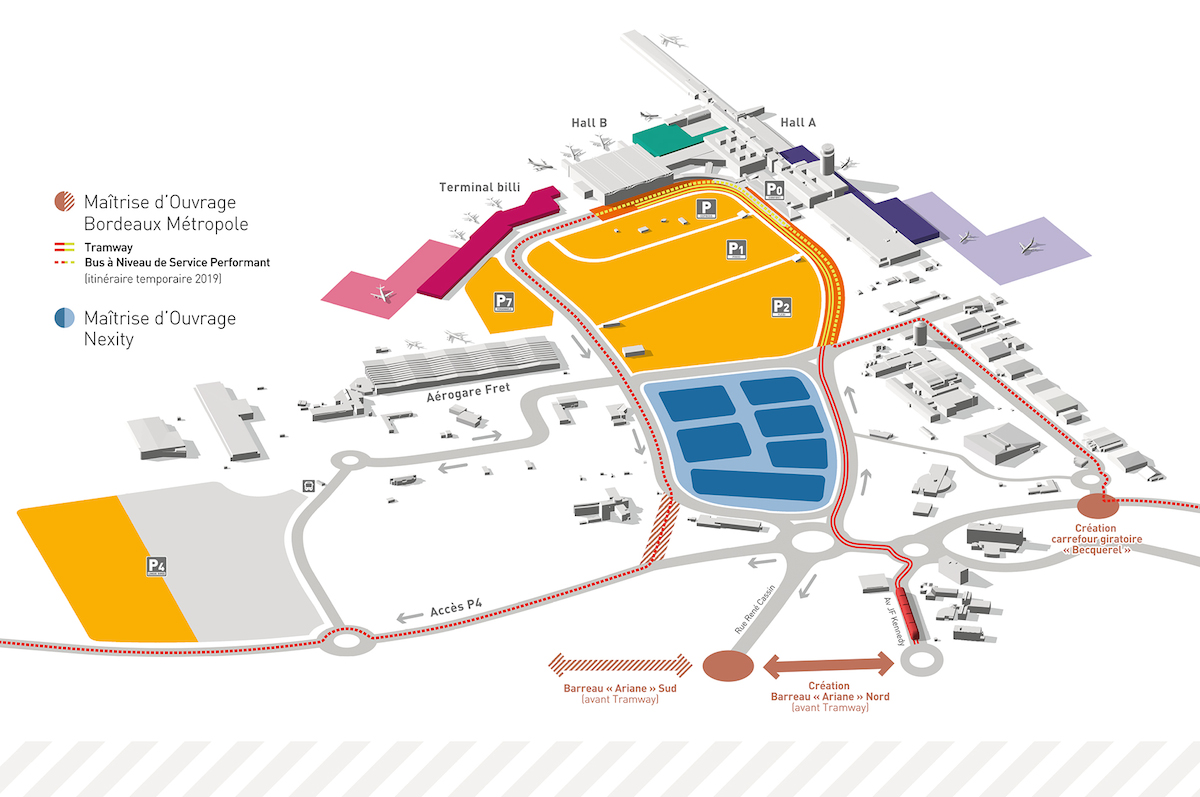 Hall B
Hall A
Terminal billi
P0
P
P1
P2
P7
Maîtrise d'Ouvrage
Bordeaux Métropole
Tramway
Bus à Niveau de Service Performant
(itinéraire temporaire 2019)
Maîtrise d'Ouvrage
Nexity
Aérogare Fret
P4
Création
carrefour giratoire
« Becquerel »
Accès P4
Rue René Cassin
Av JF Kennedy
Barreau « Ariane » Sud
(avant Tramway)
Création
Barreau « Ariane » Nord
(avant Tramway)